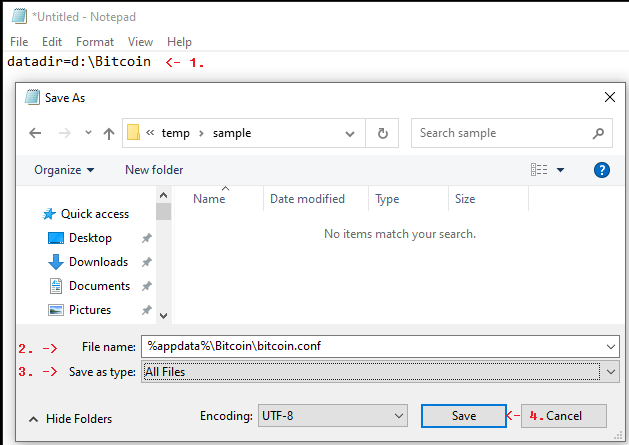 *Untitled - Notepad
File Edit Format View Help
datadir=d:\Bitcoin <- 1.
Save As
« temp › sample Search sample
Organize New folder
Name Date modified Type Size
Quick access
No items match your search.
Desktop
Downloads
Documents
Pictures
2. -> File name: %appdata%\Bitcoin\bitcoin.conf
3. -> Save as type: All Files
Hide Folders Encoding: UTF-8 Save <- 4. Cancel